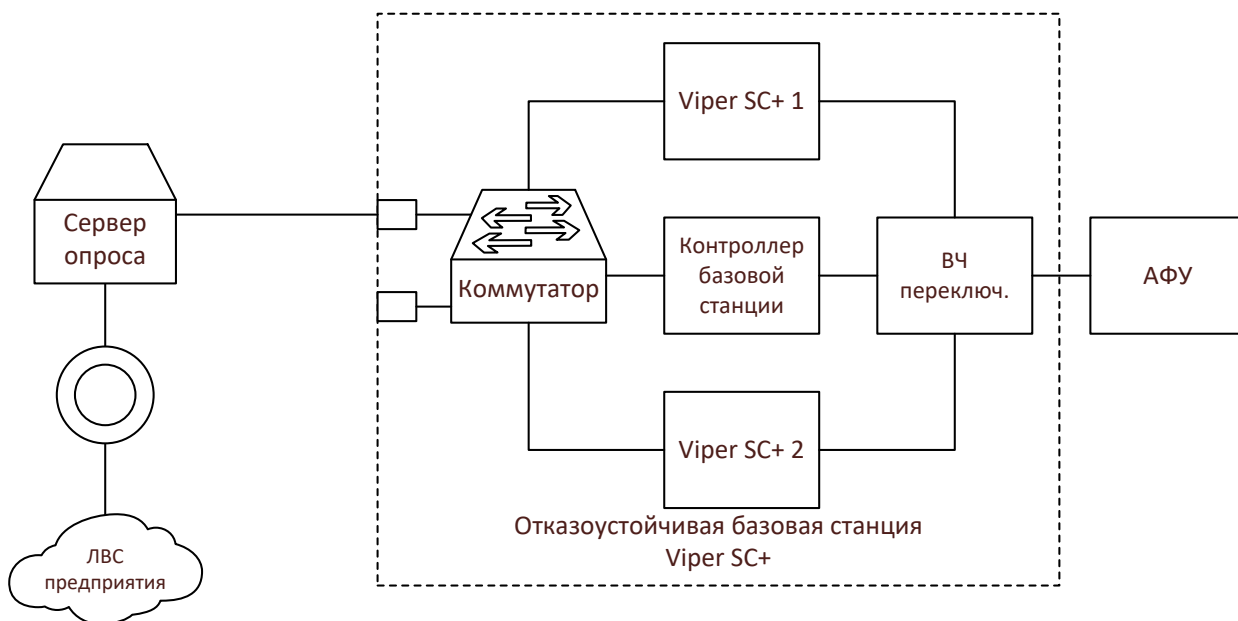 Viper SC+ 1
Сервер
опроса
Коммутатор
Контроллер
базовой
станции
ВЧ
переключ.
АФУ
Viper SC+ 2
Отказоустойчивая базовая станция
Viper SC+
ЛВС
предприятия